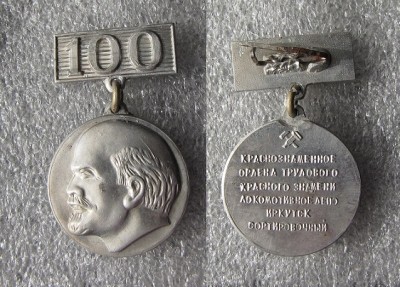 100
КРАСНОЗНАМЕННОЕ
ОРДЕНА ТРУДОВОГО
КРАСНОГО ЗНАМЕНИ
ЛОКОМОТИВНОЕ ДЕПО
ИРКУТСК
СОРТИРОВОЧНЫЙ